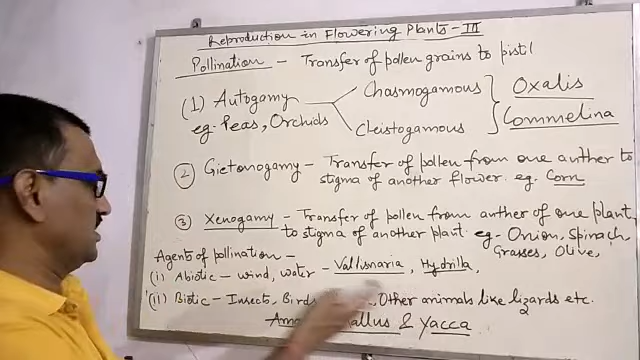 Reproduction in Flowering Plants-III
Pollination - Transfer of pollen grains to pistil
(1) Autogamy
Chasmogamous
Cleistogamous
Oxalis
Commelina
eg. Peas, Orchids
(2) Gietonogamy - Transfer of pollen from one anther to
stigma of another flower. eg. Corn
(3) Xenogamy - Transfer of pollen from anther of one plant
to stigma of another plant. eg - Onion, Spinach,
Grasses, Olive,
Agents of pollination -
(i) Abiotic - wind, water - Vallisnaria, Hydrilla,
(ii) Biotic - Insects, Birds Other animals like lizards etc.
& Yacca